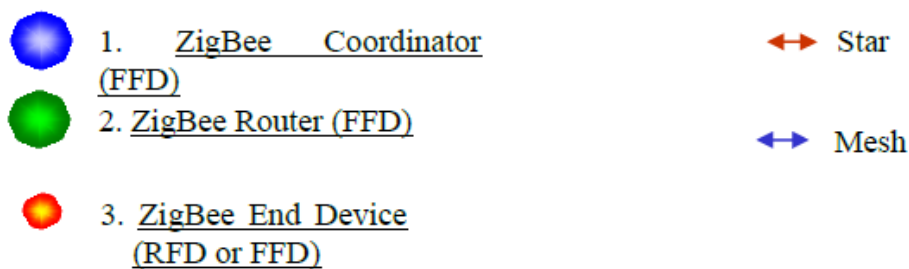 1. ZigBee Coordinator
(FFD)
2. ZigBee Router (FFD)
3. ZigBee End Device
(RFD or FFD)
Star
Mesh